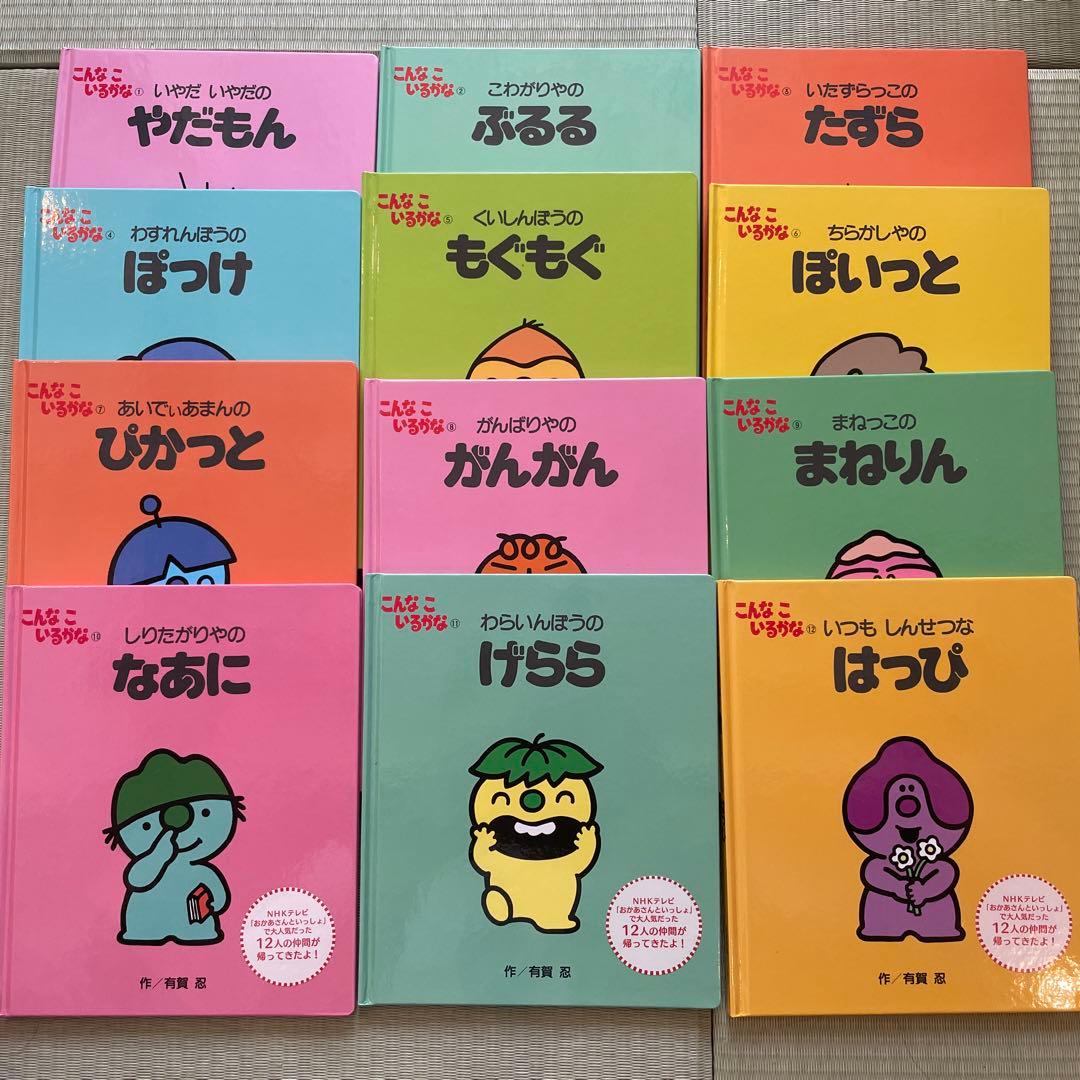 こんな こ
いるかな ①
いやだ いやだの
やだもん
こんな こ
いるかな ②
こわがりやの
ぶるる
こんな こ
いるかな ③
いたずらっこの
たずら
こんな こ
いるかな ④
わすれんぼうの
ぽっけ
こんな こ
いるかな ⑤
くいしんぼうの
もぐもぐ
こんな こ
いるかな ⑥
ちらかしやの
ぽいっと
こんな こ
いるかな ⑦
あいでぃあまんの
ぴかっと
こんな こ
いるかな ⑧
がんばりやの
がんがん
こんな こ
いるかな ⑨
まねっこの
まねりん
こんな こ
いるかな ⑩
しりたがりやの
なあに
NHKテレビ
「おかあさんといっしょ」
で大人気だった
12人の仲間が
帰ってきたよ!
作/有賀 忍
こんな こ
いるかな ⑪
わらいんぼうの
げらら
NHKテレビ
「おかあさんといっしょ」
で大人気だった
12人の仲間が
帰ってきたよ!
作/有賀 忍
こんな こ
いるかな ⑫
いつも しんせつな
はっぴ
NHKテレビ
「おかあさんといっしょ」
で大人気だった
12人の仲間が
帰ってきたよ!
作/有賀 忍